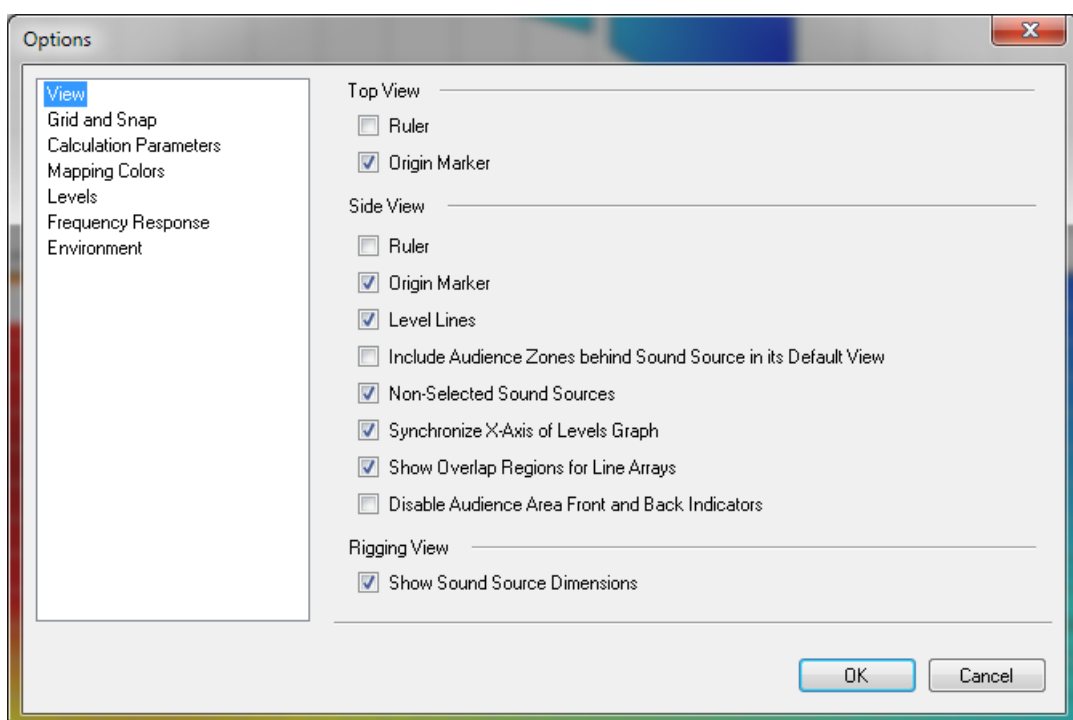 Options
View
Grid and Snap
Calculation Parameters
Mapping Colors
Levels
Frequency Response
Environment
Top View
Ruler
Origin Marker
Side View
Ruler
Origin Marker
Level Lines
Include Audience Zones behind Sound Source in its Default View
Non-Selected Sound Sources
Synchronize X-Axis of Levels Graph
Show Overlap Regions for Line Arrays
Disable Audience Area Front and Back Indicators
Rigging View
Show Sound Source Dimensions
OK
Cancel